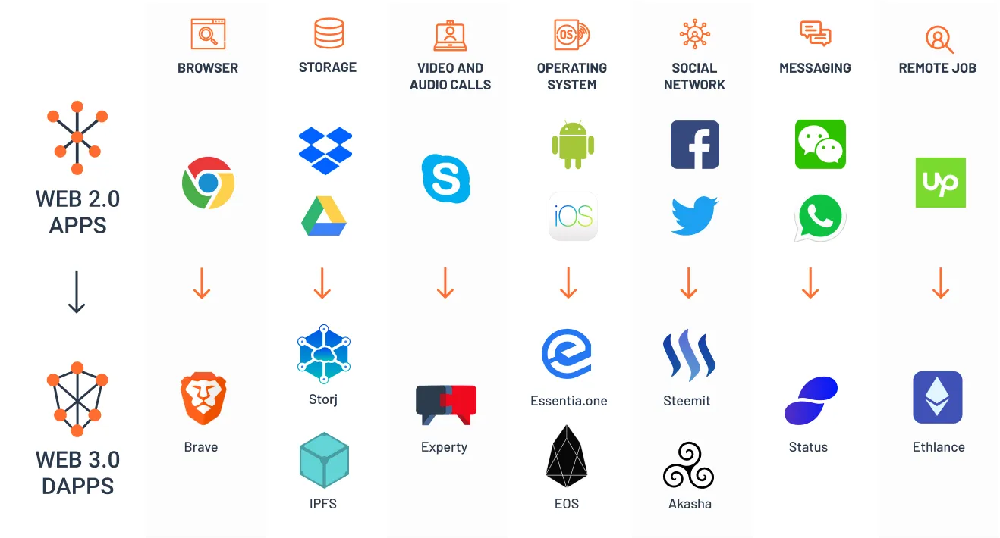 BROWSER
STORAGE
VIDEO AND
AUDIO CALLS
OPERATING
SYSTEM
SOCIAL
NETWORK
MESSAGING
REMOTE JOB
OS
WEB 2.0
APPS
S
iOS
f
up
WEB 3.0
DAPPS
Brave
Storj
IPFS
Experty
e
Essentia.one
EOS
Steemit
Akasha
Status
Ethlance